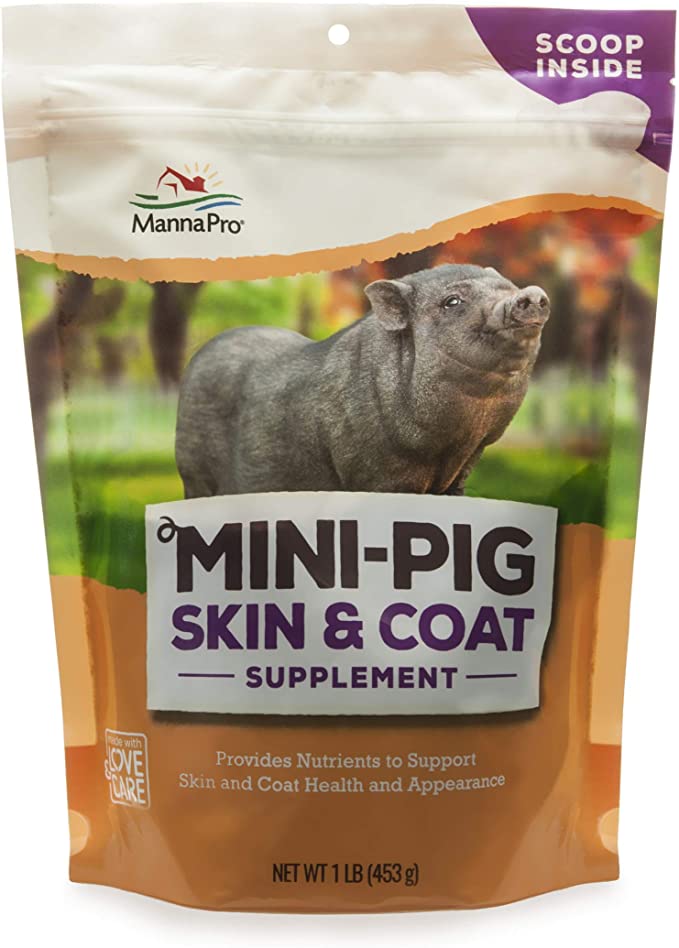 SCOOP
INSIDE
MannaPro®
MINI-PIG
SKIN & COAT
SUPPLEMENT
Provides Nutrients to Support
Skin and Coat Health and Appearance
made with
LOVE
& CARE
NET WT 1 LB (453 g)